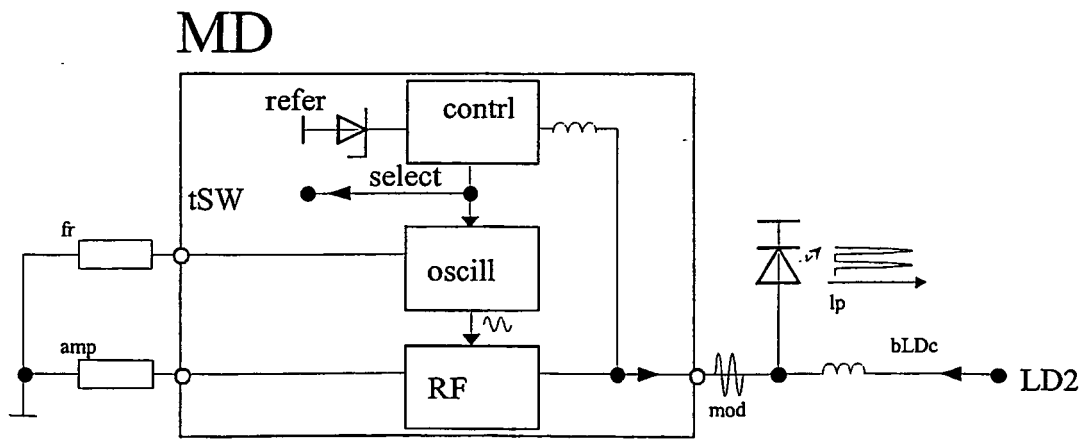 MD
refer
contrl
select
tSW
fr
oscill
lp
amp
bLDc
RF
LD2
mod